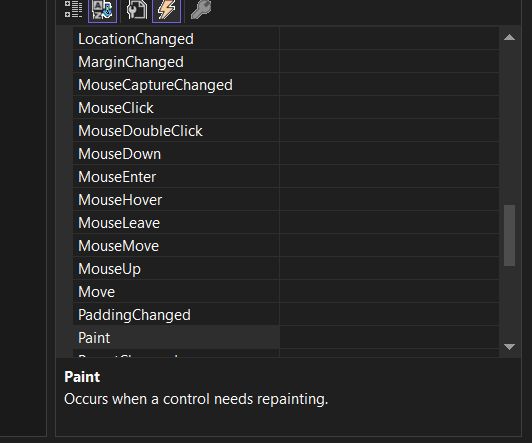 LocationChanged
MarginChanged
MouseCaptureChanged
MouseClick
MouseDoubleClick
MouseDown
MouseEnter
MouseHover
MouseLeave
MouseMove
MouseUp
Move
PaddingChanged
Paint
Paint
Occurs when a control needs repainting.